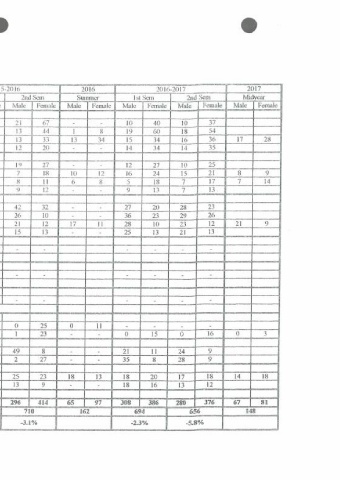 5-2016 2016 2016-2017 2017
2nd Sem Summer 1st Sem 2nd Sem Midyear
Male Female Male Female Male Female Male Female Male Female
21 67 - - 10 40 10 37
13 44 1 8 19 60 18 54
13 33 13 34 15 34 16 36 17 28
12 20 - - 14 34 14 35
19 27 - - 12 27 10 25
7 18 10 12 16 24 15 21 8 9
8 11 6 8 5 18 7 17 7 14
9 12 - - 9 13 7 13
42 32 - - 27 20 28 23
26 10 - - 36 23 29 26
21 12 17 11 28 10 23 12 21 9
15 13 - - 25 13 21 13
- - - - - -
- - - - - -
- - - - - -
0 25 0 11 - - - -
1 23 - - 0 15 0 16 0 3
49 8 - - 21 11 24 9
2 27 - - 35 8 28 9
25 23 18 13 18 20 17 18 14 18
13 9 - - 18 16 13 12
296 414 65 97 308 386 280 376 67 81
710 162 694 656 148
-3.1% -2.3% -5.8%